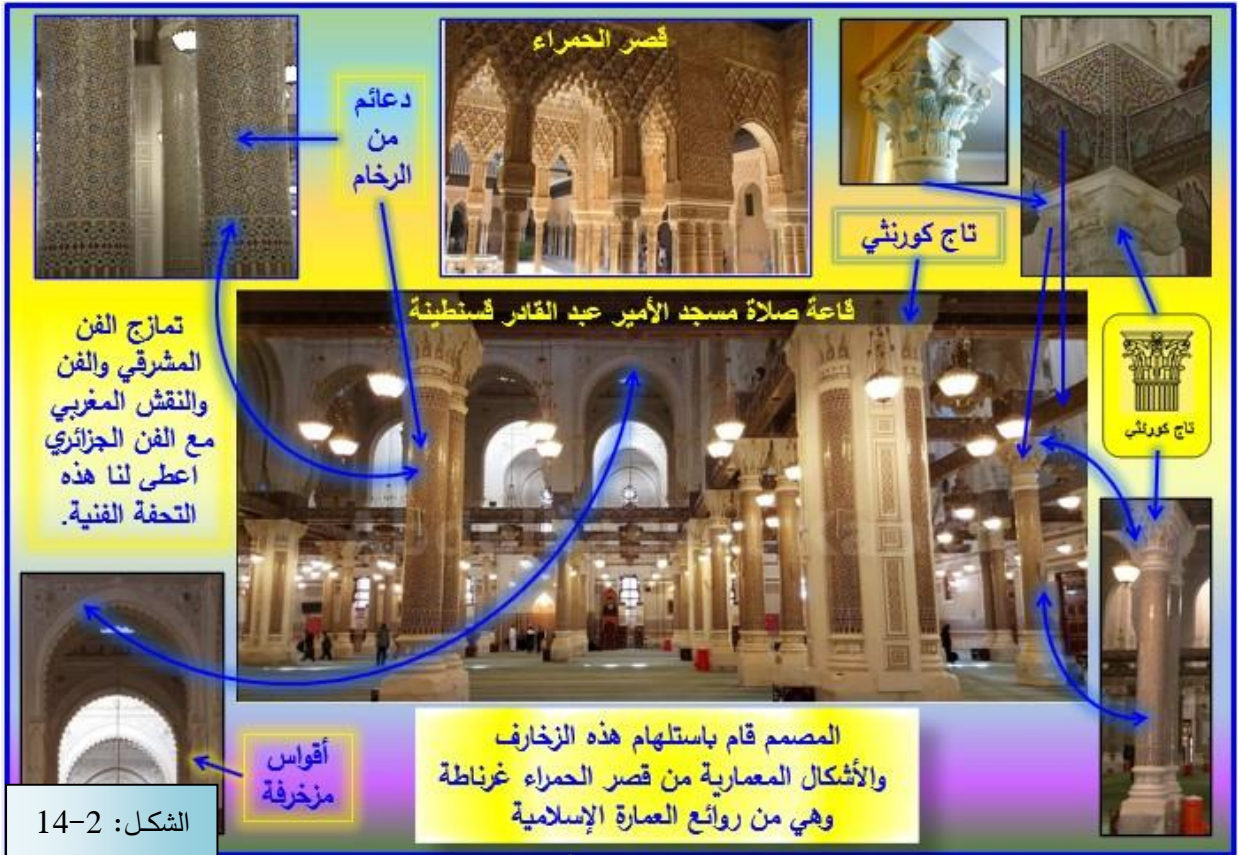 قصر الحمراء
دعائم
من
الرخام
تاج كورنثي
قاعة صلاة مسجد الأمير عبد القادر قسنطينة
تمازج الفن
المشرقي والفن
والنقش المغربي
مع الفن الجزائري
اعطى لنا هذه
التحفة الفنية.
تاج كورنثي
أقواس
مزخرفة
المصمم قام باستلهام هذه الزخارف
والأشكال المعمارية من قصر الحمراء غرناطة
وهي من روائع العمارة الإسلامية
الشكل: 2-14